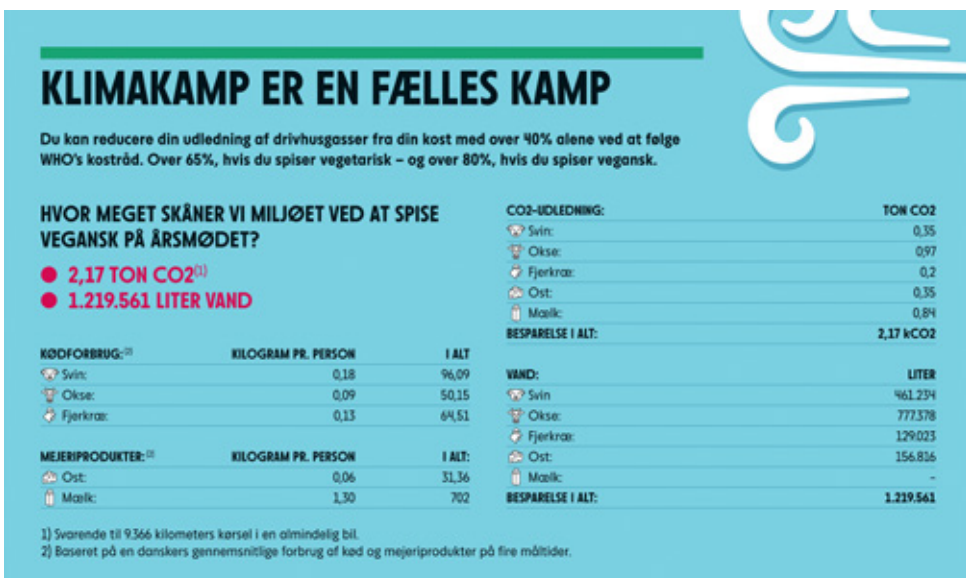 KLIMAKAMP ER EN FÆLLES KAMP
Du kan reducere din udledning af drivhusgasser fra din kost med over 40% alene ved at følge
WHO's kostråd. Over 65%, hvis du spiser vegetarisk – og over 80%, hvis du spiser vegansk.
HVOR MEGET SKÅNER VI MILJØET VED AT SPISE
VEGANSK PÅ ÅRSMØDET?
● 2,17 TON CO2(1)
● 1.219.561 LITER VAND
KØDFORBRUG:(2) KILOGRAM PR. PERSON I ALT
Svin: 0,18 96,09
Okse: 0,09 50,15
Fjerkræ: 0,13 64,51
MEJERIPRODUKTER:(2) KILOGRAM PR. PERSON I ALT:
Ost: 0,06 31,36
Mælk: 1,30 702
CO2-UDLEDNING: TON CO2
Svin: 0,35
Okse: 0,97
Fjerkræ: 0,2
Ost: 0,35
Mælk: 0,84
BESPARELSE I ALT: 2,17 kCO2
VAND: LITER
Svin 461.234
Okse: 777.378
Fjerkræ: 129.023
Ost: 156.816
Mælk: -
BESPARELSE I ALT: 1.219.561
1) Svarende til 9.366 kilometers kørsel i en almindelig bil.
2) Baseret på en danskers gennemsnitlige forbrug af kød og mejeriprodukter på fire måltider.